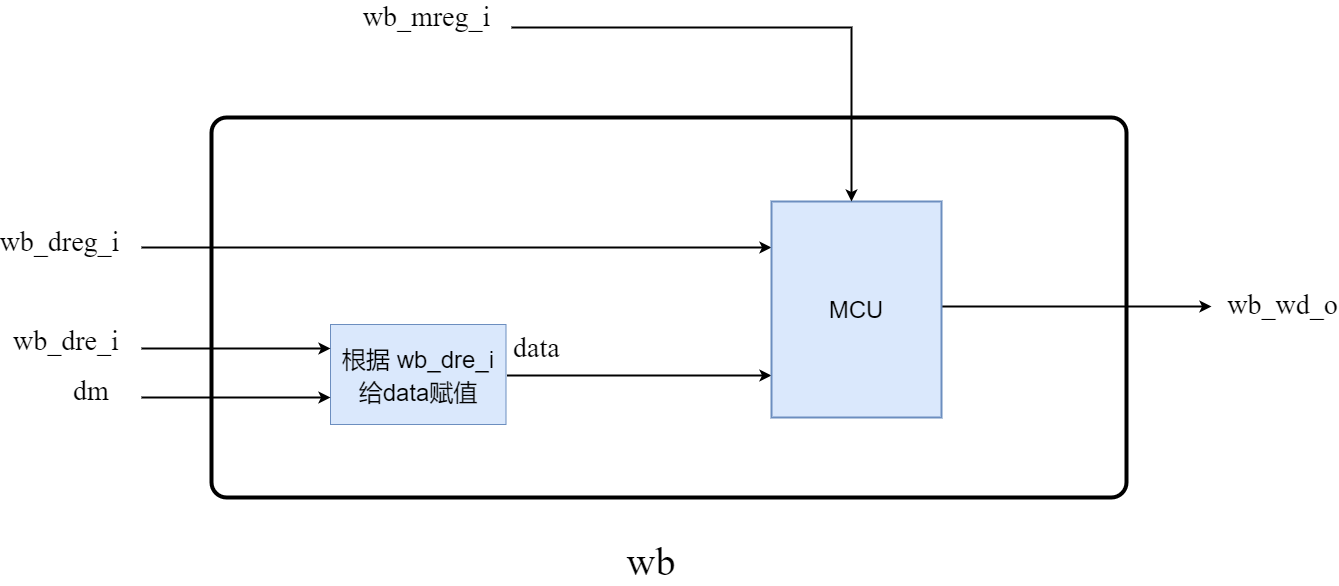 wb_mreg_i
wb_dreg_i
MCU
wb_wd_o
wb_dre_i
根据 wb_dre_i
给data赋值
data
dm
wb